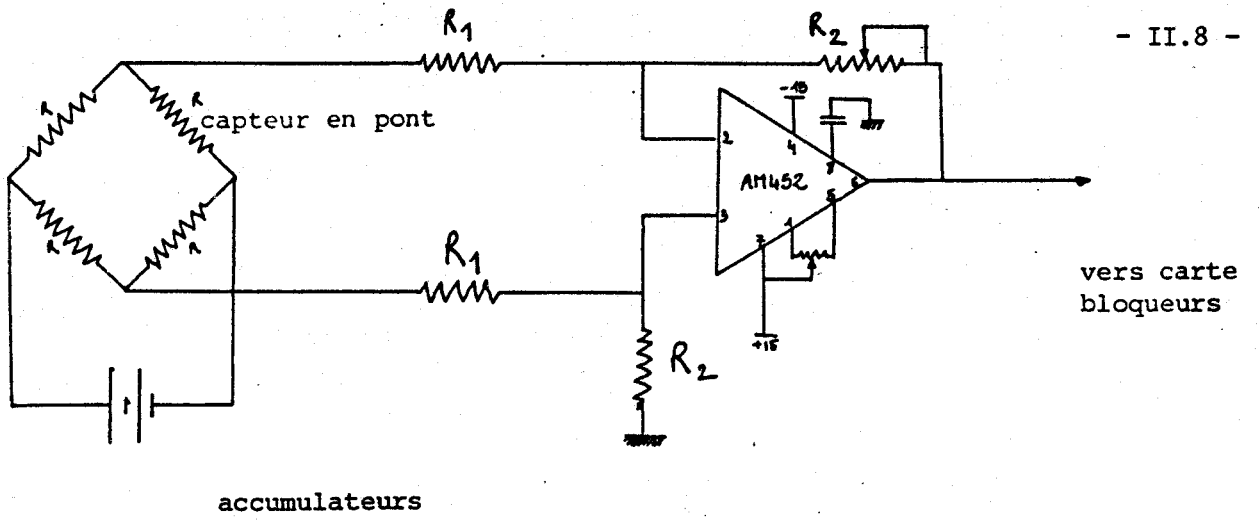 - II.8 -
R1
R2
r
R
capteur en pont
-15
2
4
8
AM452
6
5
3
1
7
r
r
R1
vers carte
bloqueurs
+15
R2
accumulateurs